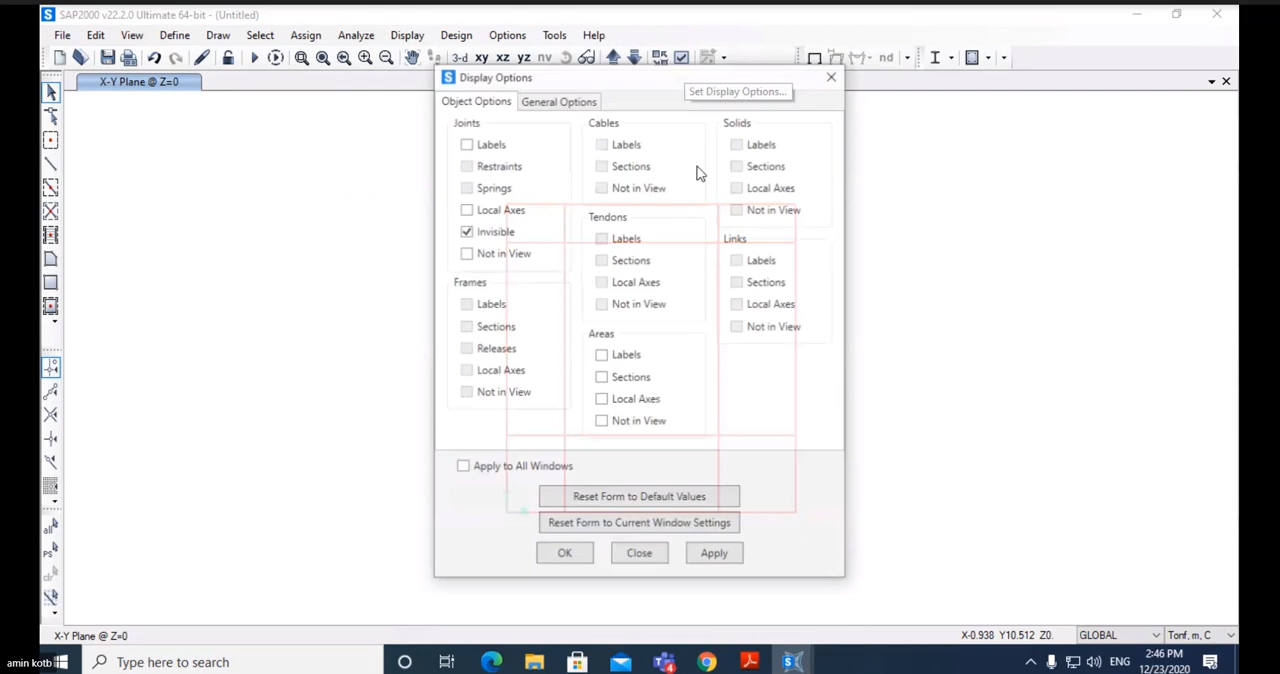 SAP2000 v22.2.0 Ultimate 64-bit - (Untitled)
File Edit View Define Draw Select Assign Analyze Display Design Options Tools Help
3-d xy xz yz nv nd
X-Y Plane @ Z=0
Display Options
Set Display Options...
Object Options General Options
Joints
Labels
Restraints
Springs
Local Axes
Invisible
Not in View
Frames
Labels
Sections
Releases
Local Axes
Not in View
Cables
Labels
Sections
Not in View
Tendons
Labels
Sections
Local Axes
Not in View
Areas
Labels
Sections
Local Axes
Not in View
Solids
Labels
Sections
Local Axes
Not in View
Links
Labels
Sections
Local Axes
Not in View
Apply to All Windows
Reset Form to Default Values
Reset Form to Current Window Settings
OK Close Apply
all
PS
clr
X-Y Plane @ Z=0
X-0.938 Y10.512 Z0.
GLOBAL
Tonf, m, C
amin kotb
Type here to search
4
ENG
2:46 PM
12/23/2020